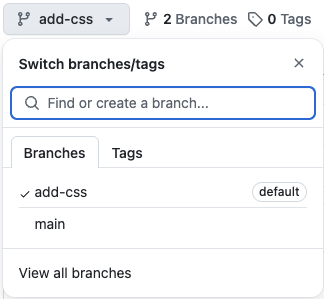 add-css 2 Branches 0 Tags
Switch branches/tags
Find or create a branch...
Branches Tags
add-css default
main
View all branches